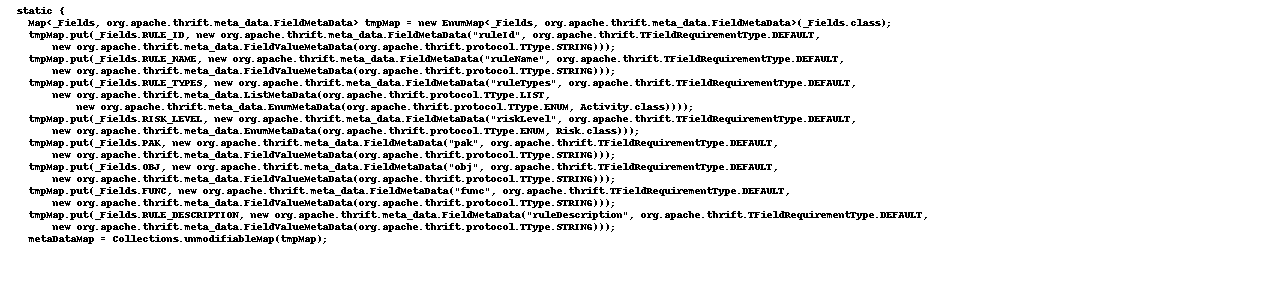 static {
Map<_Fields, org.apache.thrift.meta_data.FieldMetaData> tmpMap = new EnumMap<_Fields, org.apache.thrift.meta_data.FieldMetaData>(_Fields.class);
tmpMap.put(_Fields.RULE_ID, new org.apache.thrift.meta_data.FieldMetaData("ruleId", org.apache.thrift.TFieldRequirementType.DEFAULT,
new org.apache.thrift.meta_data.FieldValueMetaData(org.apache.thrift.protocol.TType.STRING)));
tmpMap.put(_Fields.RULE_NAME, new org.apache.thrift.meta_data.FieldMetaData("ruleName", org.apache.thrift.TFieldRequirementType.DEFAULT,
new org.apache.thrift.meta_data.FieldValueMetaData(org.apache.thrift.protocol.TType.STRING)));
tmpMap.put(_Fields.RULE_TYPES, new org.apache.thrift.meta_data.FieldMetaData("ruleTypes", org.apache.thrift.TFieldRequirementType.DEFAULT,
new org.apache.thrift.meta_data.ListMetaData(org.apache.thrift.protocol.TType.LIST,
new org.apache.thrift.meta_data.EnumMetaData(org.apache.thrift.protocol.TType.ENUM, Activity.class))));
tmpMap.put(_Fields.RISK_LEVEL, new org.apache.thrift.meta_data.FieldMetaData("riskLevel", org.apache.thrift.TFieldRequirementType.DEFAULT,
new org.apache.thrift.meta_data.EnumMetaData(org.apache.thrift.protocol.TType.ENUM, Risk.class)));
tmpMap.put(_Fields.PAK, new org.apache.thrift.meta_data.FieldMetaData("pak", org.apache.thrift.TFieldRequirementType.DEFAULT,
new org.apache.thrift.meta_data.FieldValueMetaData(org.apache.thrift.protocol.TType.STRING)));
tmpMap.put(_Fields.OBJ, new org.apache.thrift.meta_data.FieldMetaData("obj", org.apache.thrift.TFieldRequirementType.DEFAULT,
new org.apache.thrift.meta_data.FieldValueMetaData(org.apache.thrift.protocol.TType.STRING)));
tmpMap.put(_Fields.FUNC, new org.apache.thrift.meta_data.FieldMetaData("func", org.apache.thrift.TFieldRequirementType.DEFAULT,
new org.apache.thrift.meta_data.FieldValueMetaData(org.apache.thrift.protocol.TType.STRING)));
tmpMap.put(_Fields.RULE_DESCRIPTION, new org.apache.thrift.meta_data.FieldMetaData("ruleDescription", org.apache.thrift.TFieldRequirementType.DEFAULT,
new org.apache.thrift.meta_data.FieldValueMetaData(org.apache.thrift.protocol.TType.STRING)));
metaDataMap = Collections.unmodifiableMap(tmpMap);